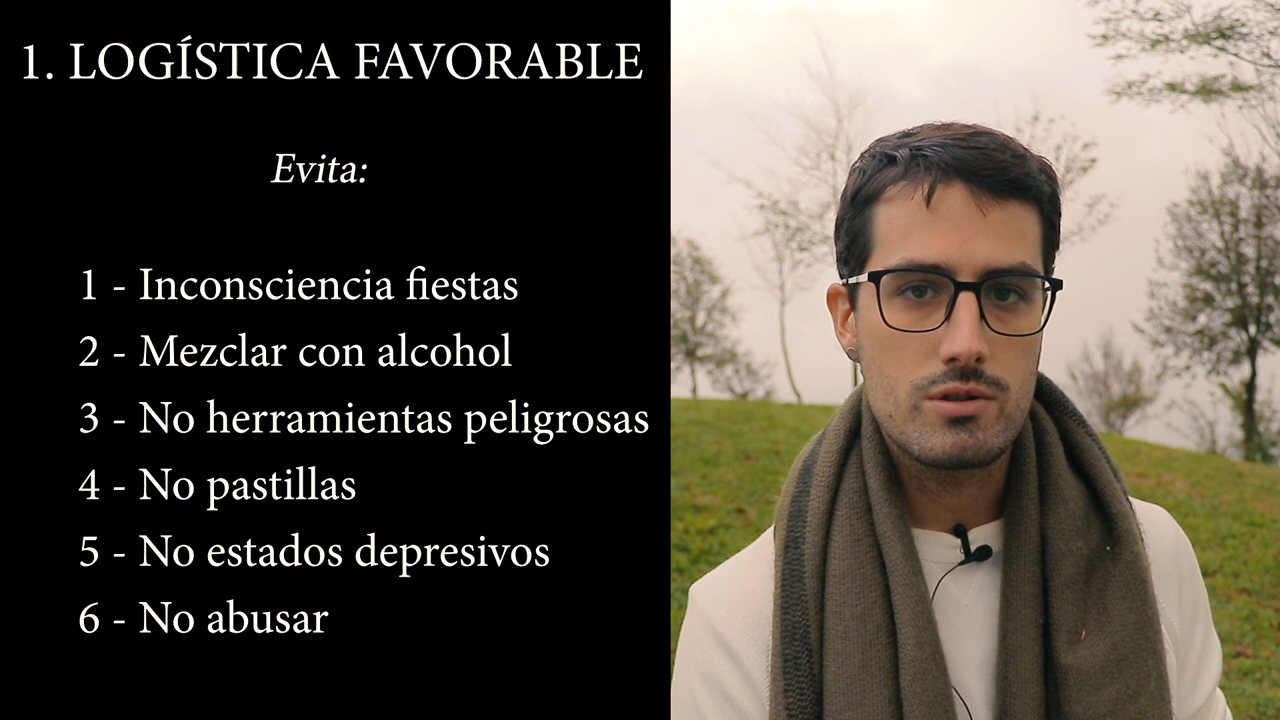 1. LOGÍSTICA FAVORABLE
Evita:
1 - Inconsciencia fiestas
2 - Mezclar con alcohol
3 - No herramientas peligrosas
4 - No pastillas
5 - No estados depresivos
6 - No abusar